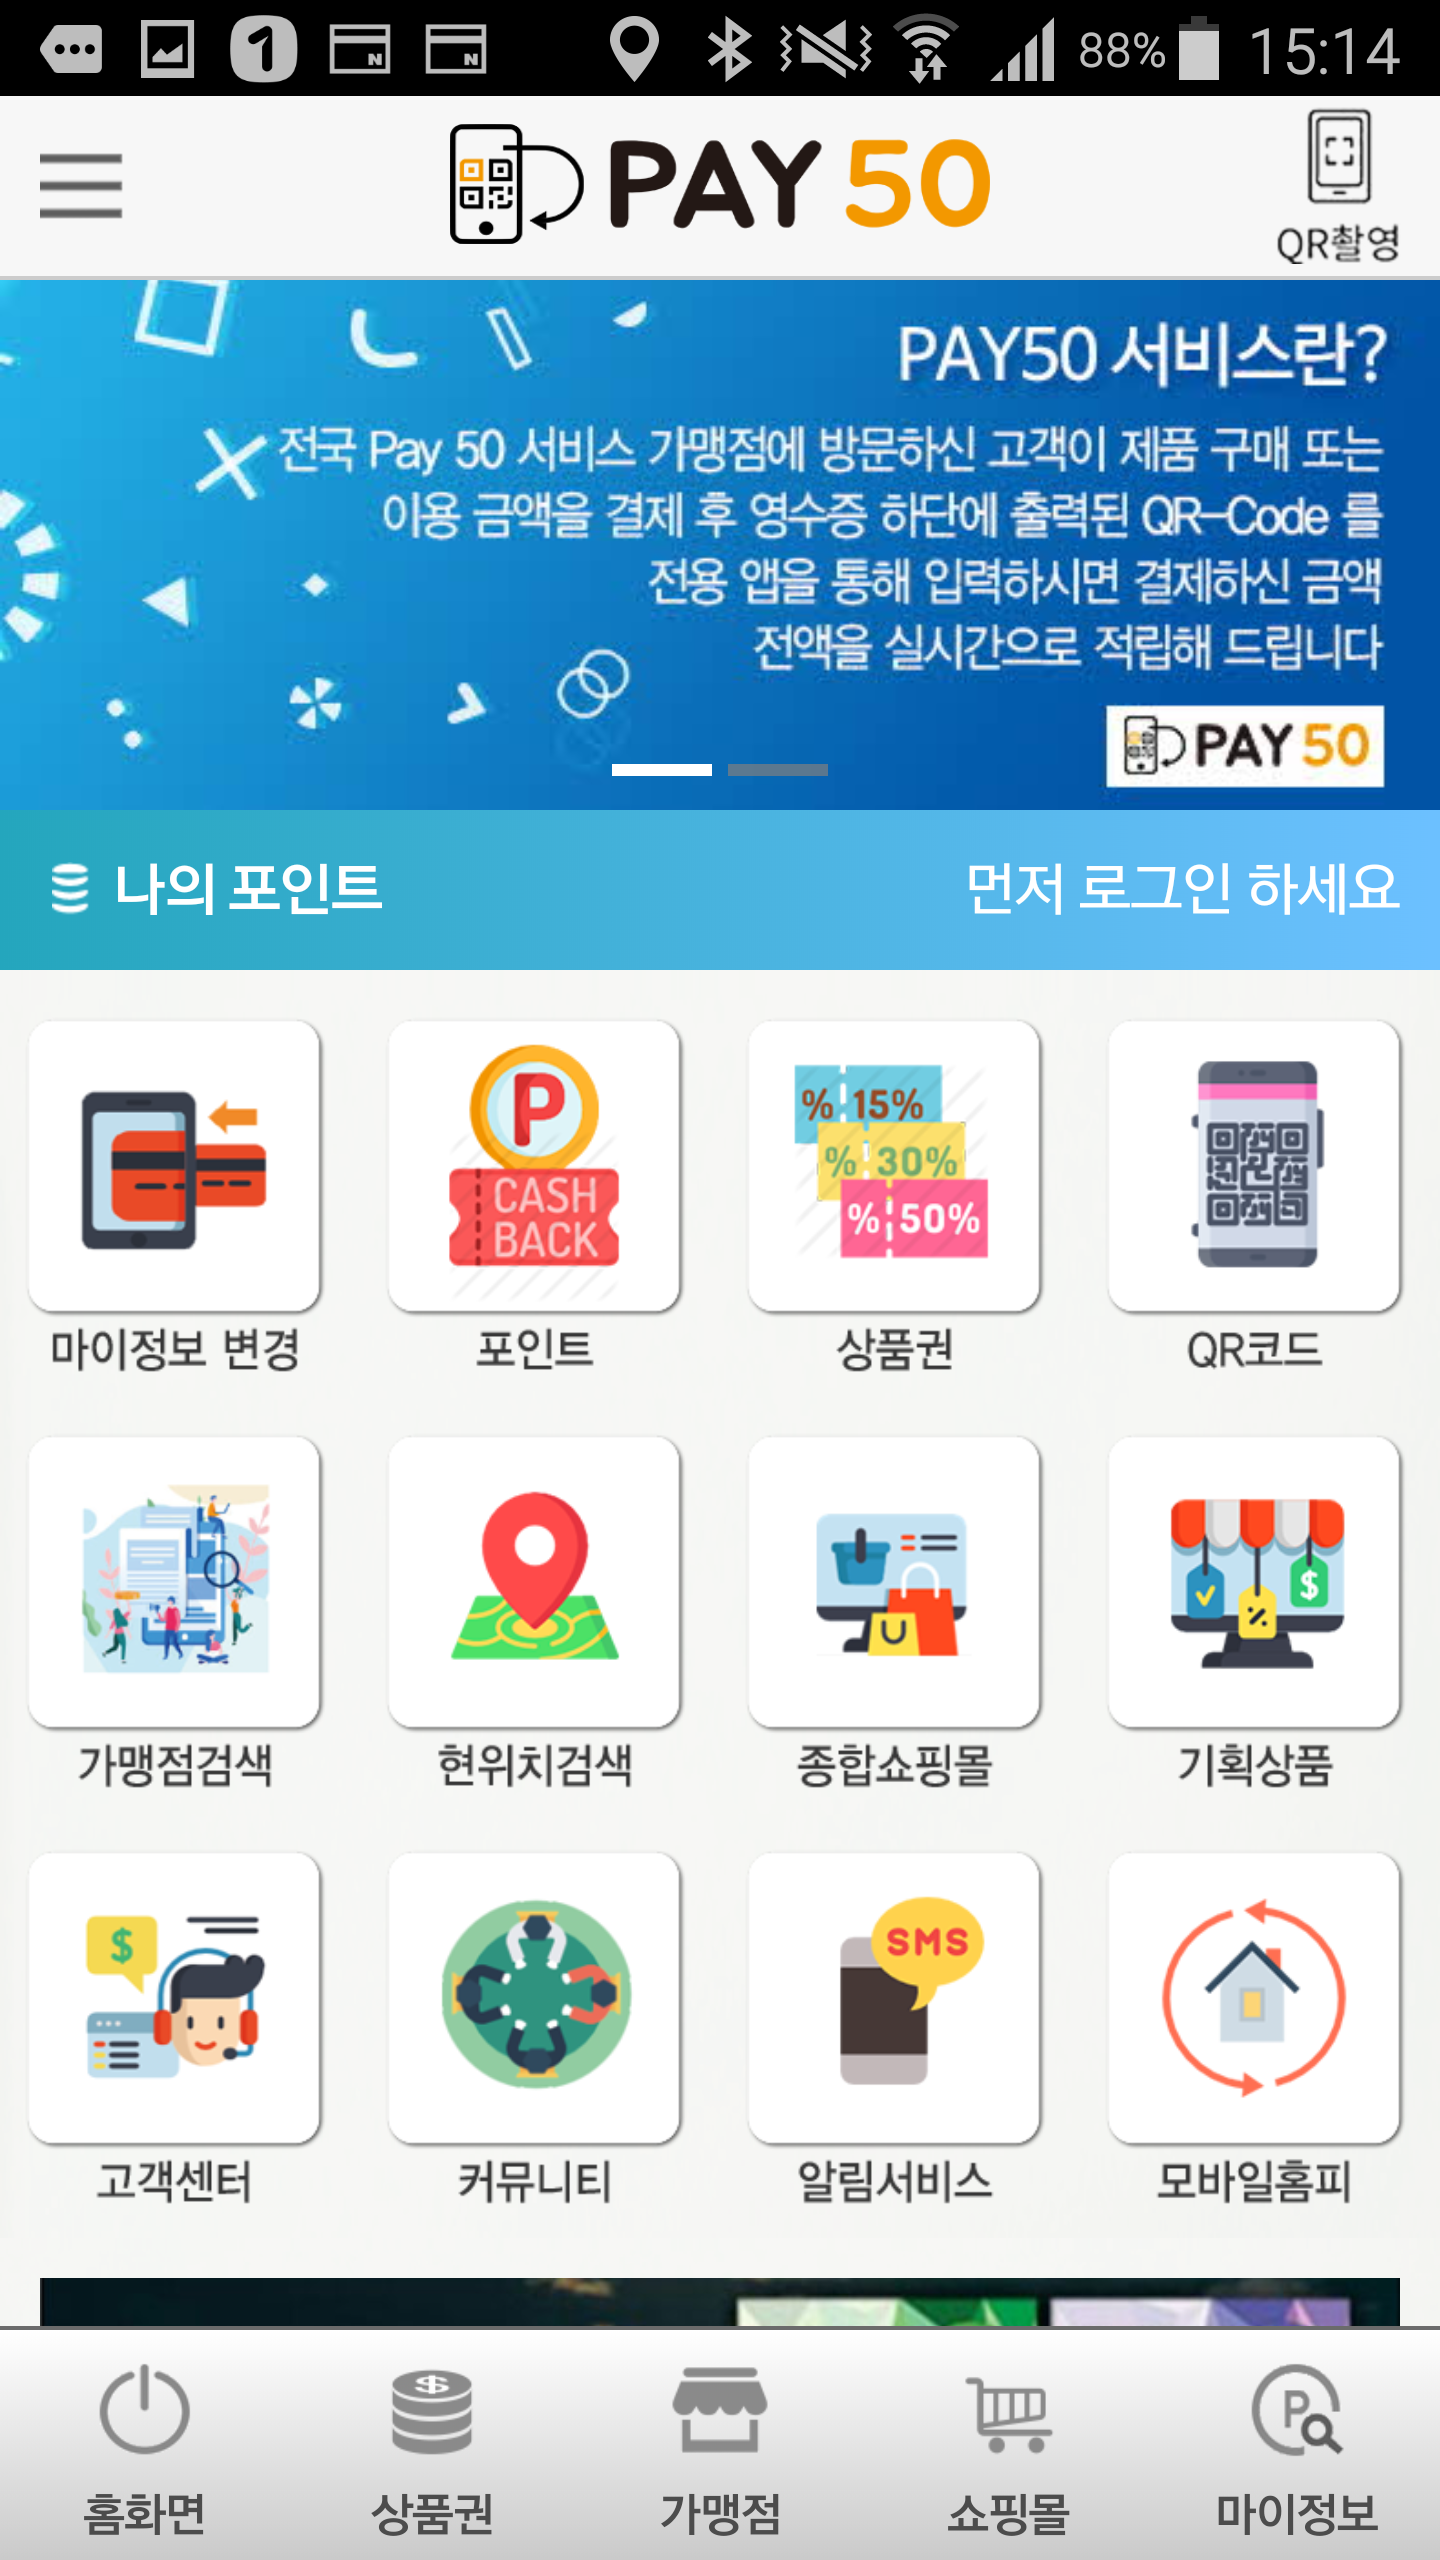 88% 15:14
PAY 50
QR촬영
PAY50 서비스란?
전국 Pay 50 서비스 가맹점에 방문하신 고객이 제품 구매 또는
이용 금액을 결제 후 영수증 하단에 출력된 QR-Code 를
전용 앱을 통해 입력하시면 결제하신 금액
전액을 실시간으로 적립해 드립니다
PAY 50
나의 포인트 먼저 로그인 하세요
P
CASH
BACK
% 15%
% 30%
% 50%
마이정보 변경 포인트 상품권 QR코드
가맹점검색 현위치검색 종합쇼핑몰 기획상품
SMS
고객센터 커뮤니티 알림서비스 모바일홈피
홈화면 상품권 가맹점 쇼핑몰 마이정보